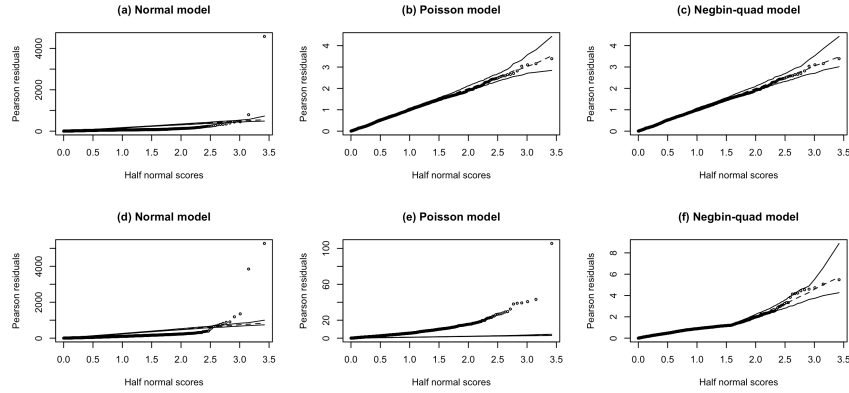 (a) Normal model
(b) Poisson model
(c) Negbin-quad model
Pearson residuals
0 2000 4000
0.0 0.5 1.0 1.5 2.0 2.5 3.0 3.5
Half normal scores
Pearson residuals
0 1 2 3 4
0.0 0.5 1.0 1.5 2.0 2.5 3.0 3.5
Half normal scores
Pearson residuals
0 1 2 3 4
0.0 0.5 1.0 1.5 2.0 2.5 3.0 3.5
Half normal scores
(d) Normal model
(e) Poisson model
(f) Negbin-quad model
Pearson residuals
0 2000 4000
0.0 0.5 1.0 1.5 2.0 2.5 3.0 3.5
Half normal scores
Pearson residuals
0 20 60 100
0.0 0.5 1.0 1.5 2.0 2.5 3.0 3.5
Half normal scores
Pearson residuals
0 2 4 6 8
0.0 0.5 1.0 1.5 2.0 2.5 3.0 3.5
Half normal scores